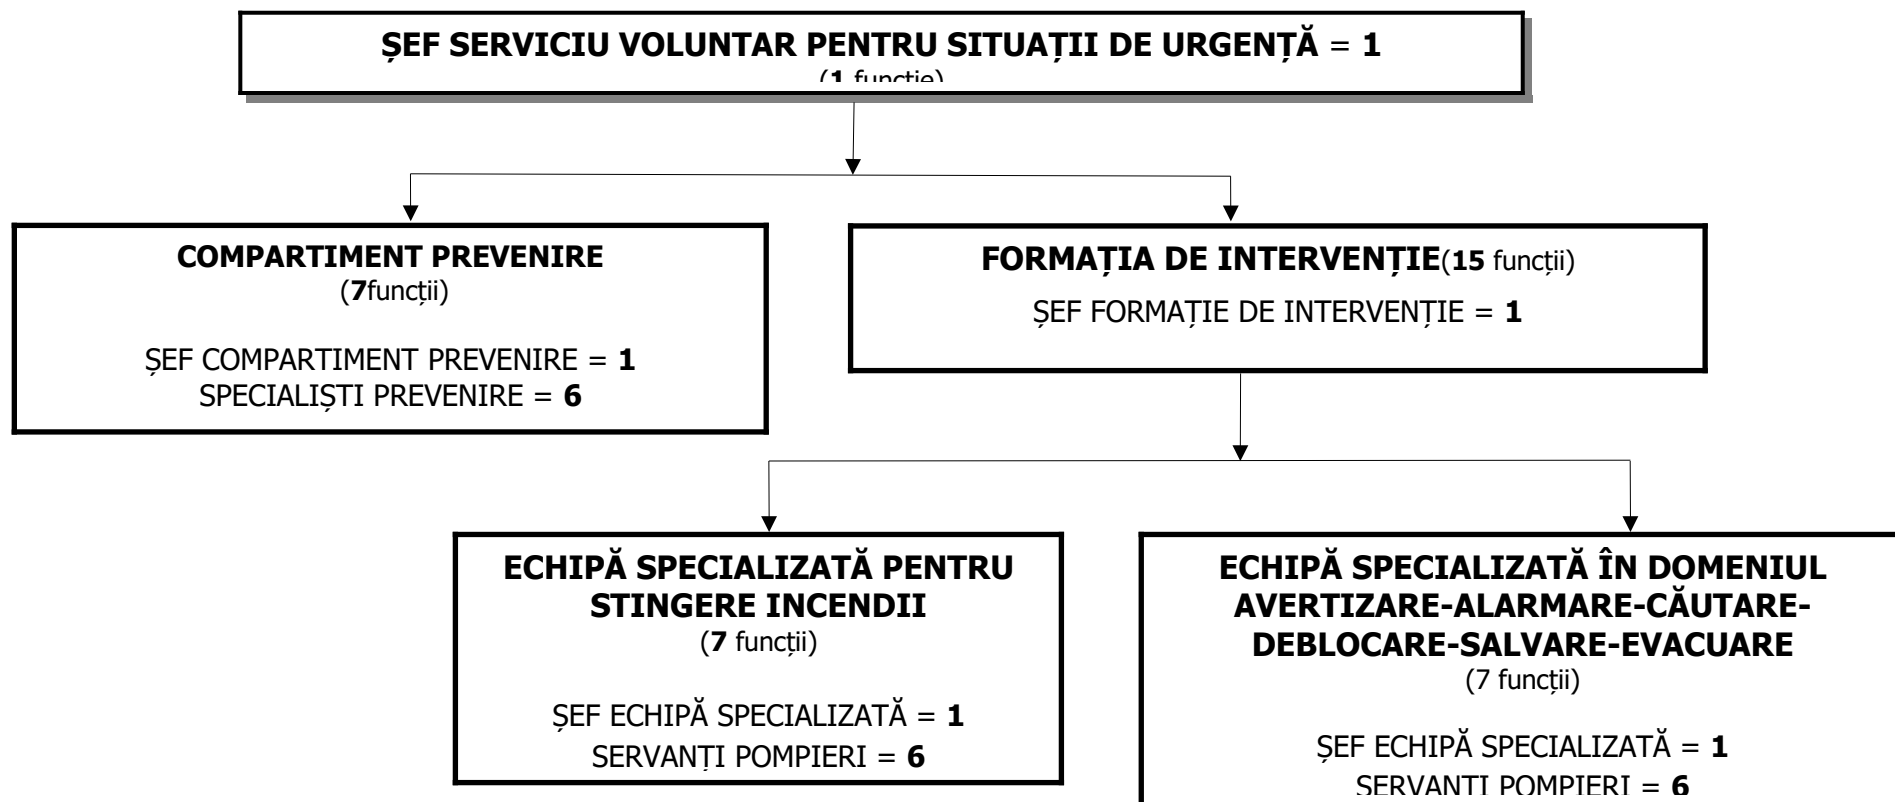 ȘEF SERVICIU VOLUNTAR PENTRU SITUAȚII DE URGENȚĂ = 1
(1 funcție)
COMPARTIMENT PREVENIRE
(7funcții)
ȘEF COMPARTIMENT PREVENIRE = 1
SPECIALIȘTI PREVENIRE = 6
FORMAȚIA DE INTERVENȚIE(15 funcții)
ȘEF FORMAȚIE DE INTERVENȚIE = 1
ECHIPĂ SPECIALIZATĂ PENTRU
STINGERE INCENDII
(7 funcții)
ȘEF ECHIPĂ SPECIALIZATĂ = 1
SERVANȚI POMPIERI = 6
ECHIPĂ SPECIALIZATĂ ÎN DOMENIUL
AVERTIZARE-ALARMARE-CĂUTARE-
DEBLOCARE-SALVARE-EVACUARE
(7 funcții)
ȘEF ECHIPĂ SPECIALIZATĂ = 1
SERVANȚI POMPIERI = 6